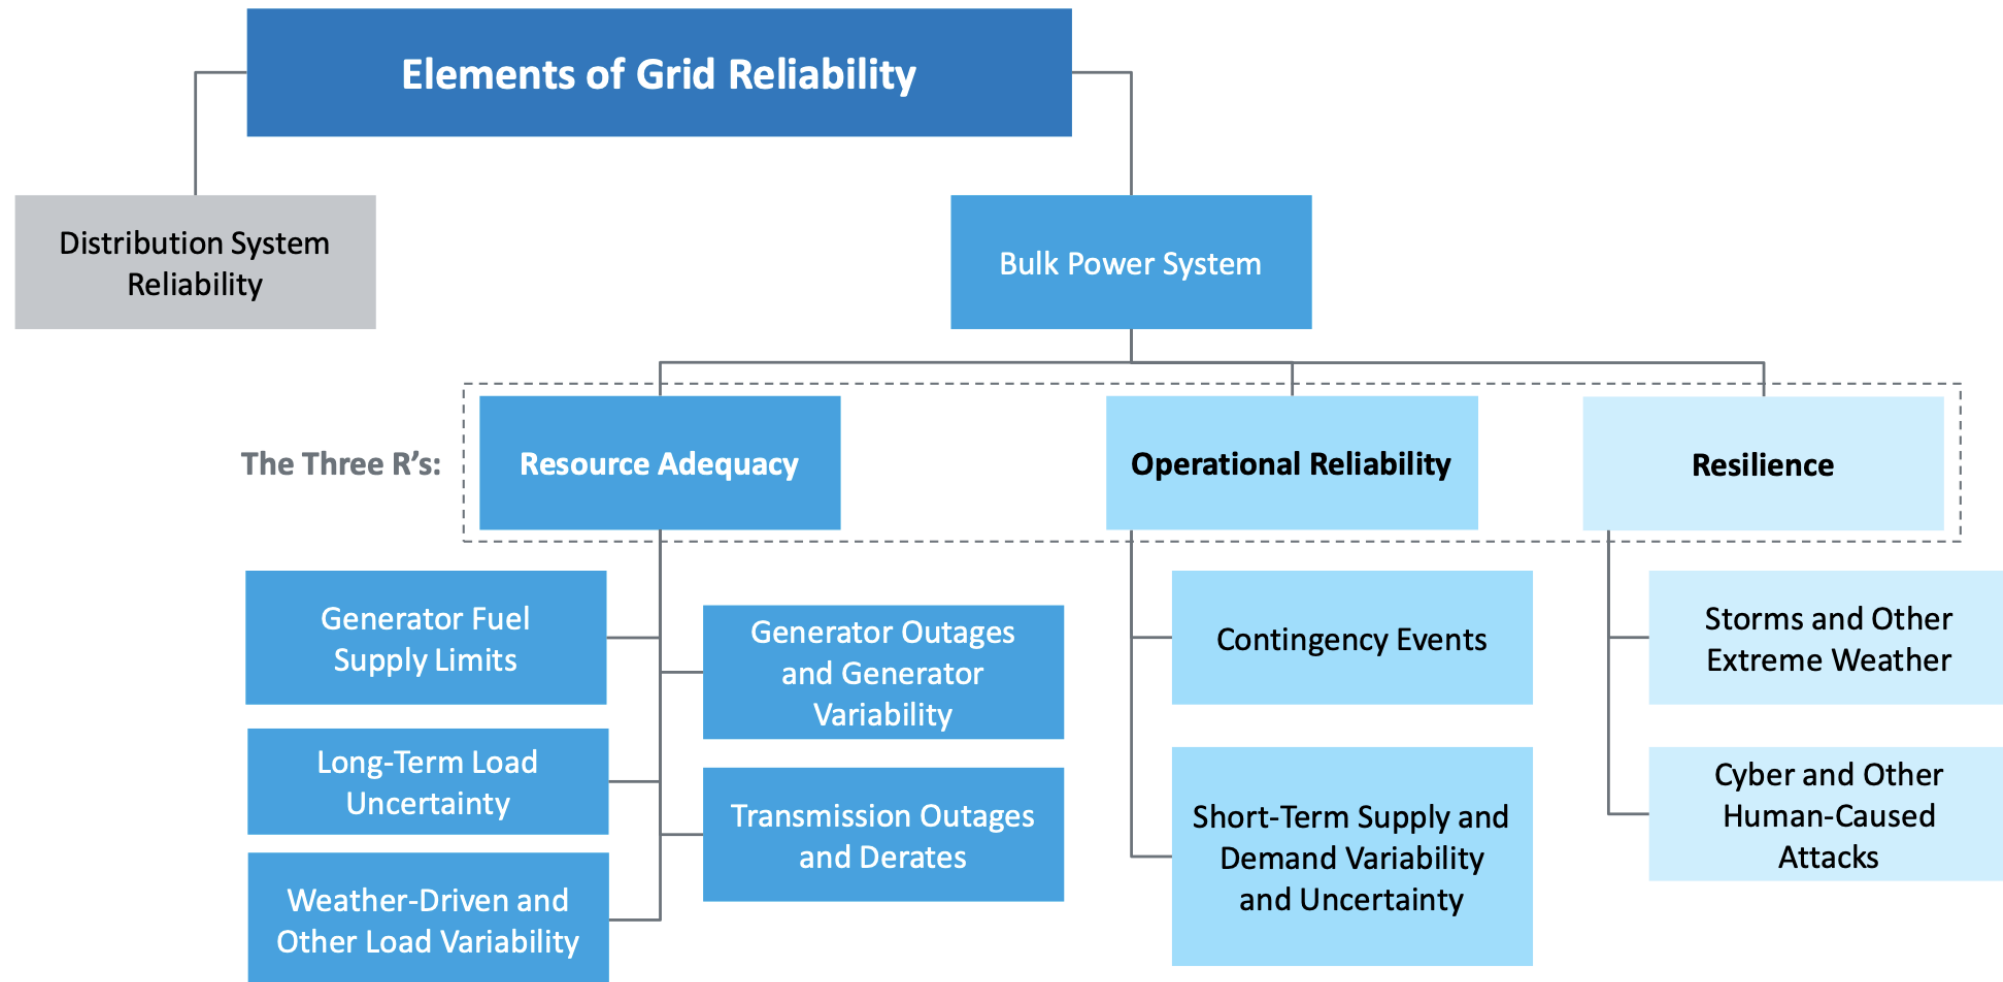 Elements of Grid Reliability
Distribution System
Reliability
Bulk Power System
The Three R's:
Resource Adequacy
Operational Reliability
Resilience
Generator Fuel
Supply Limits
Generator Outages
and Generator
Variability
Long-Term Load
Uncertainty
Transmission Outages
and Derates
Weather-Driven and
Other Load Variability
Contingency Events
Short-Term Supply and
Demand Variability
and Uncertainty
Storms and Other
Extreme Weather
Cyber and Other
Human-Caused
Attacks